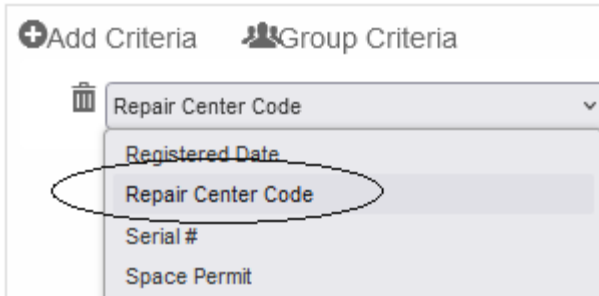 Add Criteria Group Criteria
Repair Center Code
Registered Date
Repair Center Code
Serial #
Space Permit